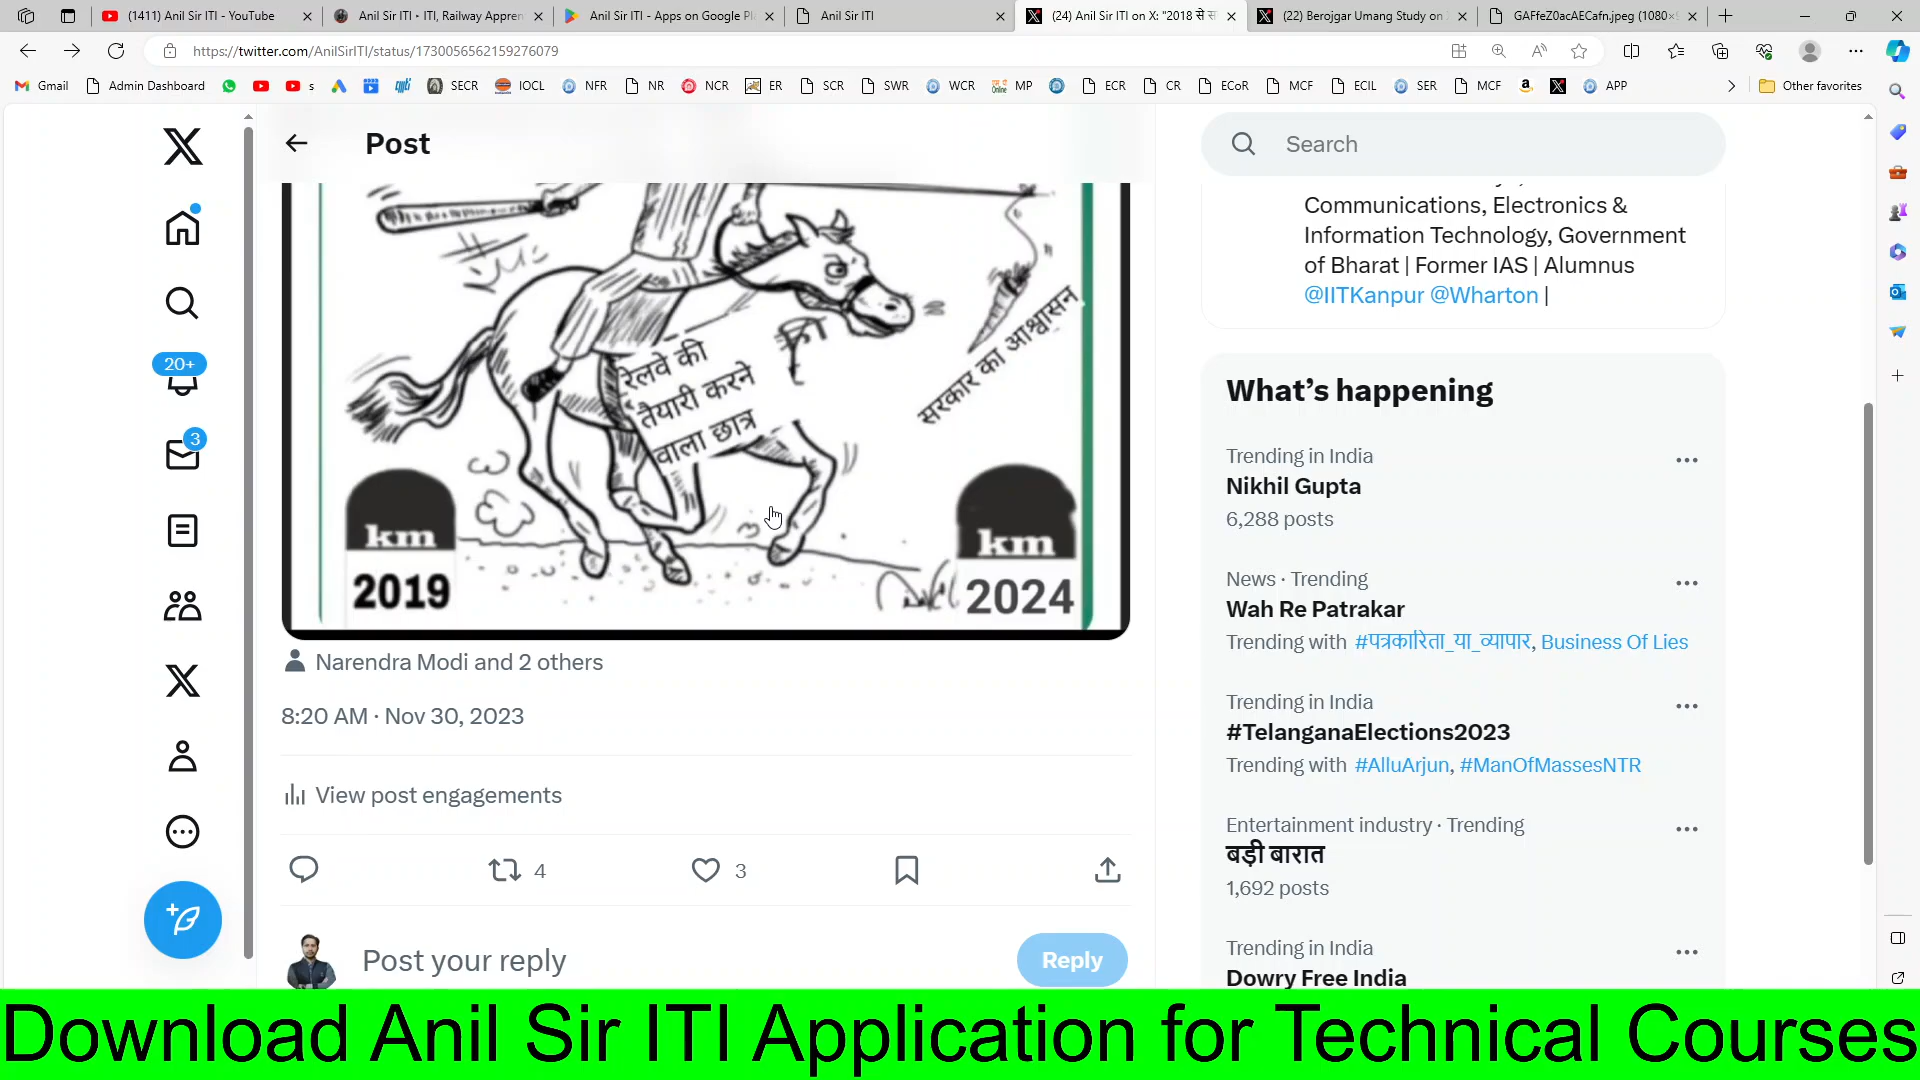 (1411) Anil Sir ITI - YouTube
Anil Sir ITI • ITI, Railway Appren
Anil Sir ITI - Apps on Google Pl
Anil Sir ITI
(24) Anil Sir ITI on X: "2018 से
(22) Berojgar Umang Study on
GAFfeZ0acAECafn.jpeg (1080×
https://twitter.com/AnilSirITI/status/1730056562159276079
Gmail
Admin Dashboard
s
SECR
IOCL
NFR
NR
NCR
ER
SCR
SWR
WCR
MP
ECR
CR
ECoR
MCF
ECIL
SER
MCF
APP
Other favorites
Post
Search
Communications, Electronics &
Information Technology, Government
of Bharat | Former IAS | Alumnus
@IITKanpur @Wharton |
रेलवे की
तैयारी करने
वाला छात्र
सरकार का आश्वासन
km
2019
km
2024
Narendra Modi and 2 others
8:20 AM · Nov 30, 2023
View post engagements
4
3
Post your reply
Reply
20+
3
What's happening
Trending in India
Nikhil Gupta
6,288 posts
News · Trending
Wah Re Patrakar
Trending with #पत्रकारिता_या_व्यापार, Business Of Lies
Trending in India
#TelanganaElections2023
Trending with #AlluArjun, #ManOfMassesNTR
Entertainment industry · Trending
बड़ी बारात
1,692 posts
Trending in India
Dowry Free India
Download Anil Sir ITI Application for Technical Courses